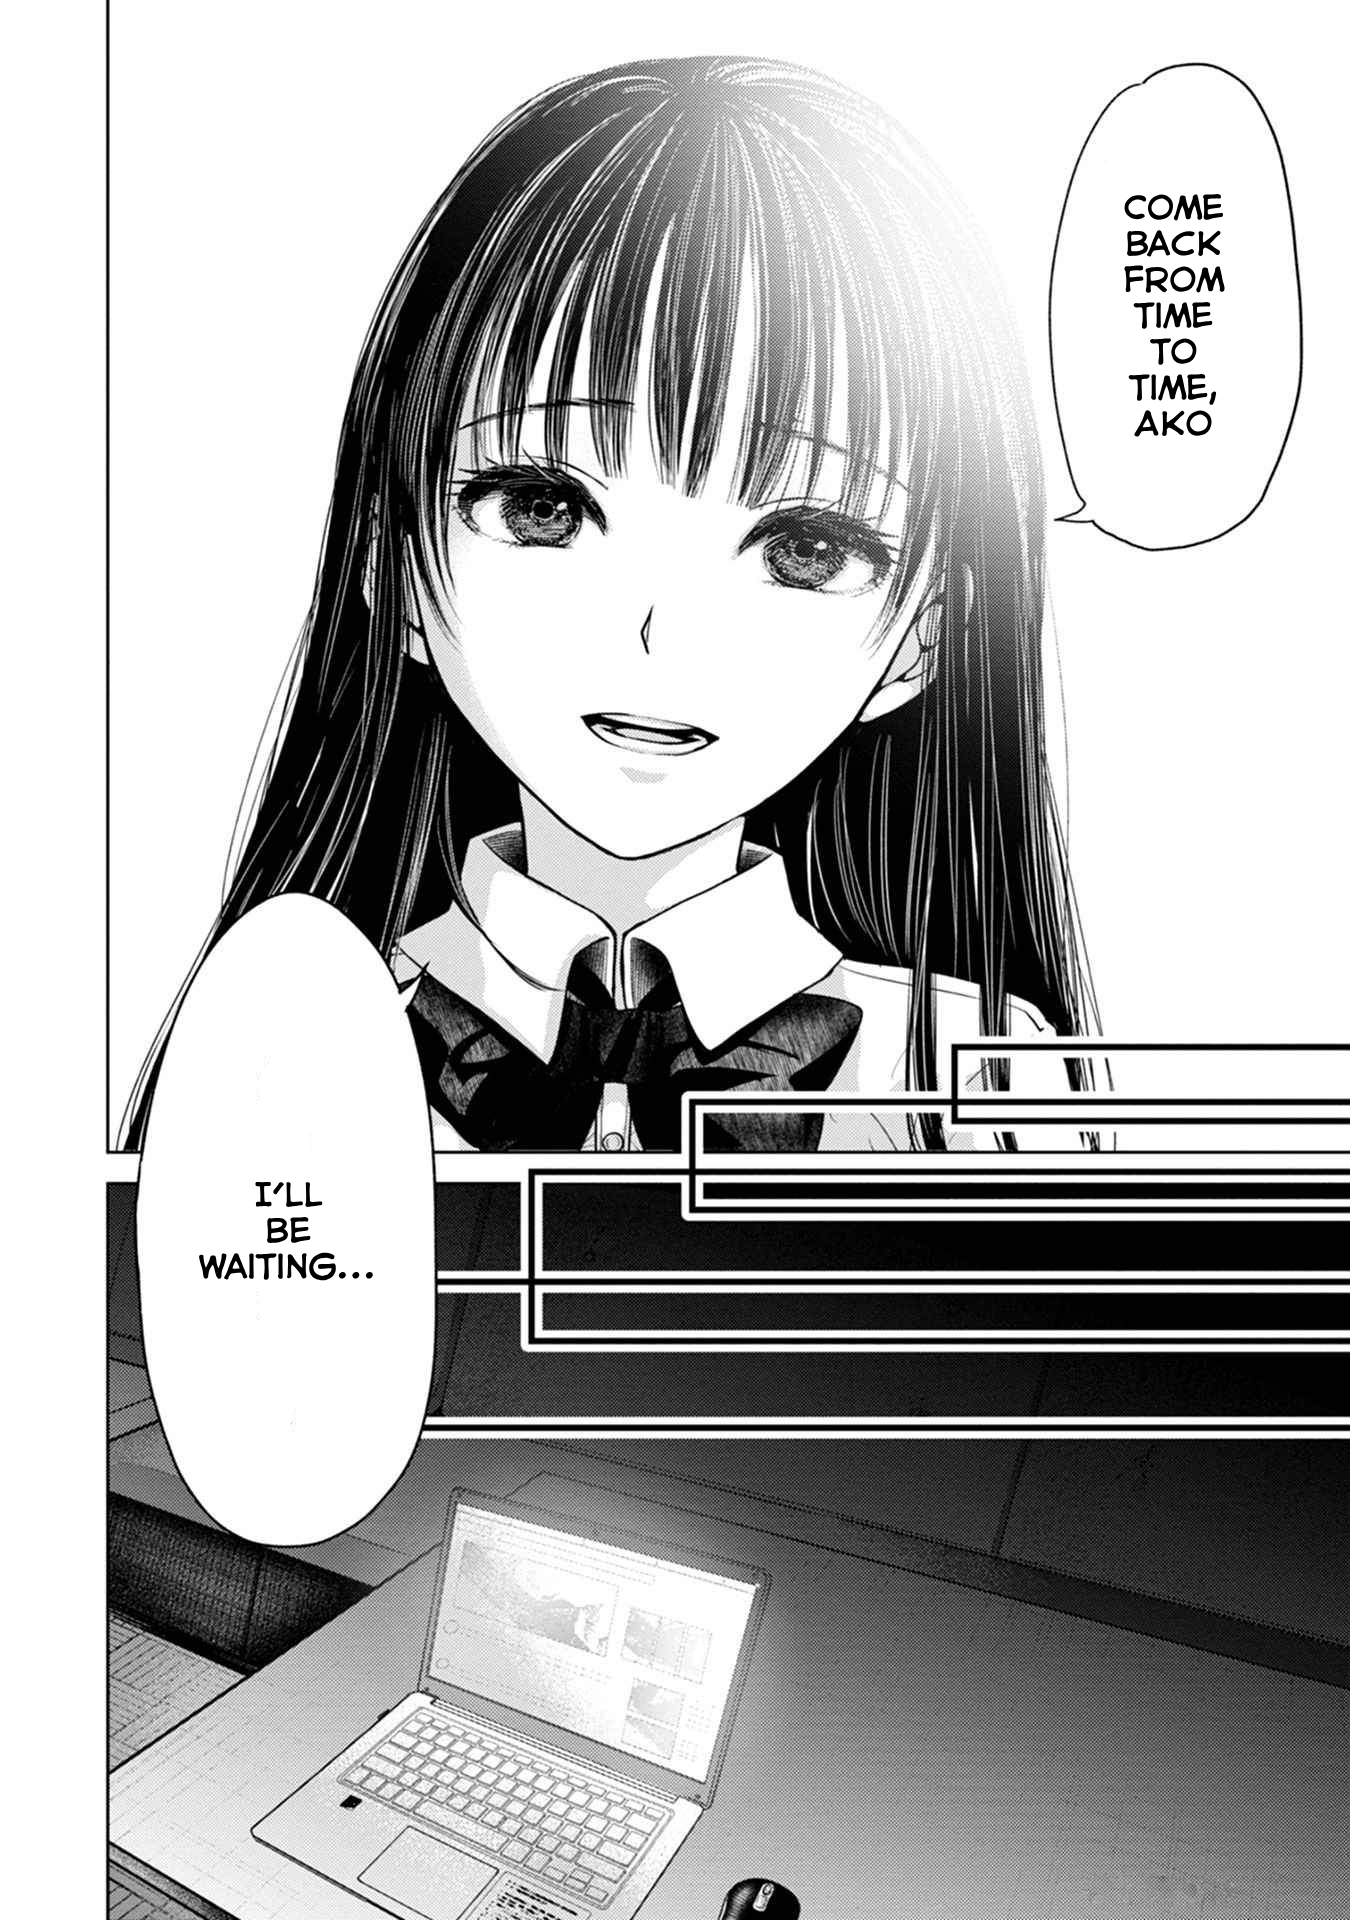 COME
BACK
FROM
TIME
TO
TIME,
AKO
I'LL
BE
WAITING...